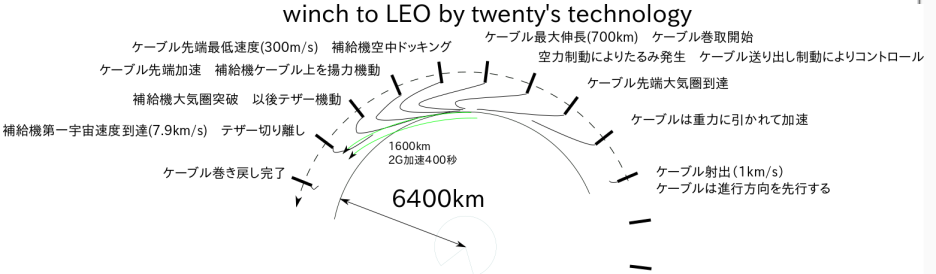 winch to LEO by twenty's technology
ケーブル先端最低速度(300m/s)　補給機空中ドッキング
ケーブル最大伸長(700km)　ケーブル巻取開始
空力制動によりたるみ発生　ケーブル送り出し制動によりコントロール
ケーブル先端加速　補給機ケーブル上を揚力機動
ケーブル先端大気圏到達
補給機大気圏突破　以後テザー機動
ケーブルは重力に引かれて加速
補給機第一宇宙速度到達(7.9km/s)　テザー切り離し
1600km
2G加速400秒
ケーブル巻き戻し完了
ケーブル射出(1km/s)
ケーブルは進行方向を先行する
6400km